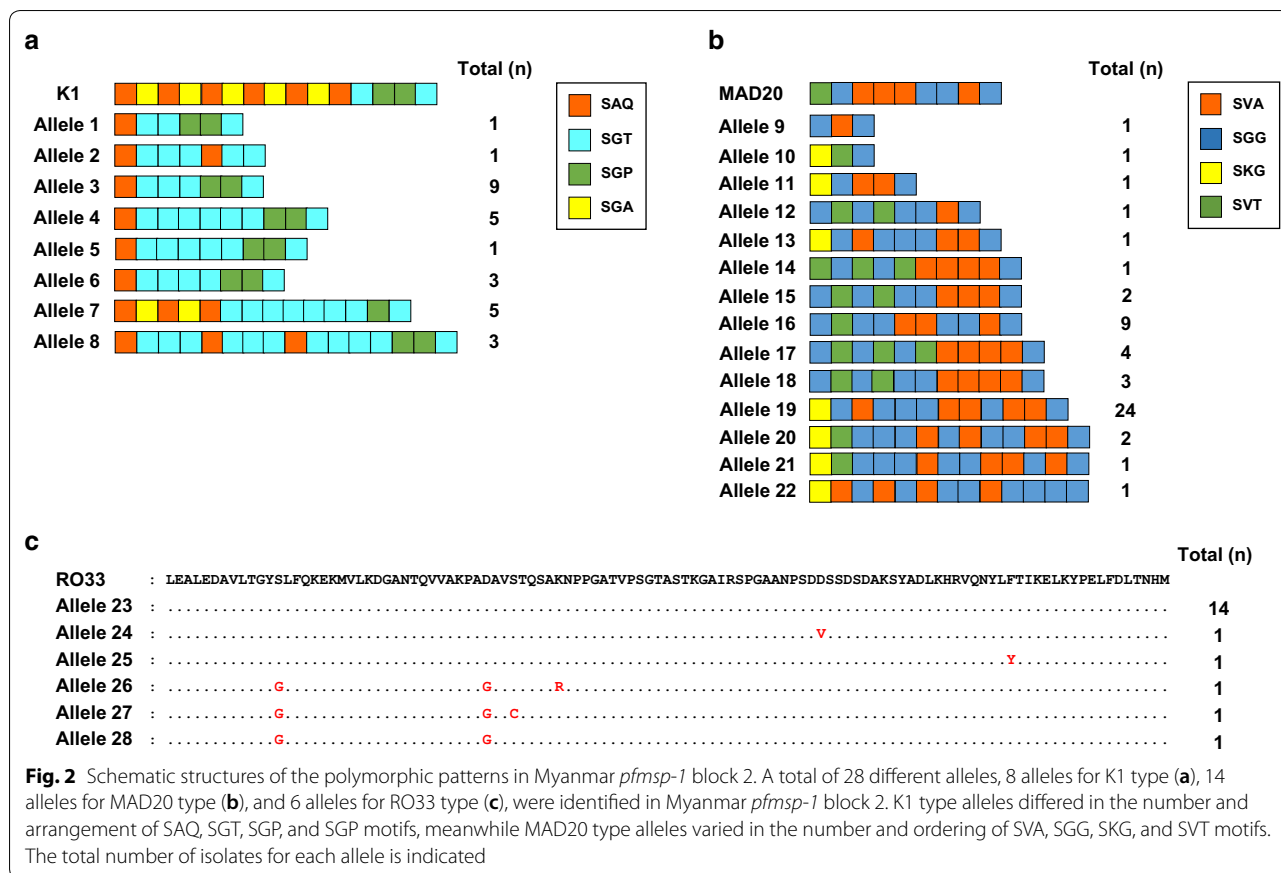 a
Total (n)
K1
Allele 1 1
Allele 2 1
Allele 3 9
Allele 4 5
Allele 5 1
Allele 6 3
Allele 7 5
Allele 8 3
SAQ
SGT
SGP
SGA
b
Total (n)
MAD20
Allele 9 1
Allele 10 1
Allele 11 1
Allele 12 1
Allele 13 1
Allele 14 1
Allele 15 2
Allele 16 9
Allele 17 4
Allele 18 3
Allele 19 24
Allele 20 2
Allele 21 1
Allele 22 1
SVA
SGG
SKG
SVT
c
Total (n)
RO33 : LEALEDAVLTGYSLFQKEKMVLKDGANTQVVAKPADAVSTQSAKNPPGATVPSGTASTKGAIRSPGAANPSDDSSDSDAKSYADLKHRVQNYLFTIKELKYPELFDLTNHM
Allele 23 : .............................................................................................................. 14
Allele 24 : ........................................................................V..................................... 1
Allele 25 : .............................................................................................Y................ 1
Allele 26 : ............G......................G.......R.................................................................. 1
Allele 27 : ............G......................G..C....................................................................... 1
Allele 28 : ............G......................G.......................................................................... 1
Fig. 2 Schematic structures of the polymorphic patterns in Myanmar pfmsp-1 block 2. A total of 28 different alleles, 8 alleles for K1 type (a), 14
alleles for MAD20 type (b), and 6 alleles for RO33 type (c), were identified in Myanmar pfmsp-1 block 2. K1 type alleles differed in the number and
arrangement of SAQ, SGT, SGP, and SGP motifs, meanwhile MAD20 type alleles varied in the number and ordering of SVA, SGG, SKG, and SVT motifs.
The total number of isolates for each allele is indicated